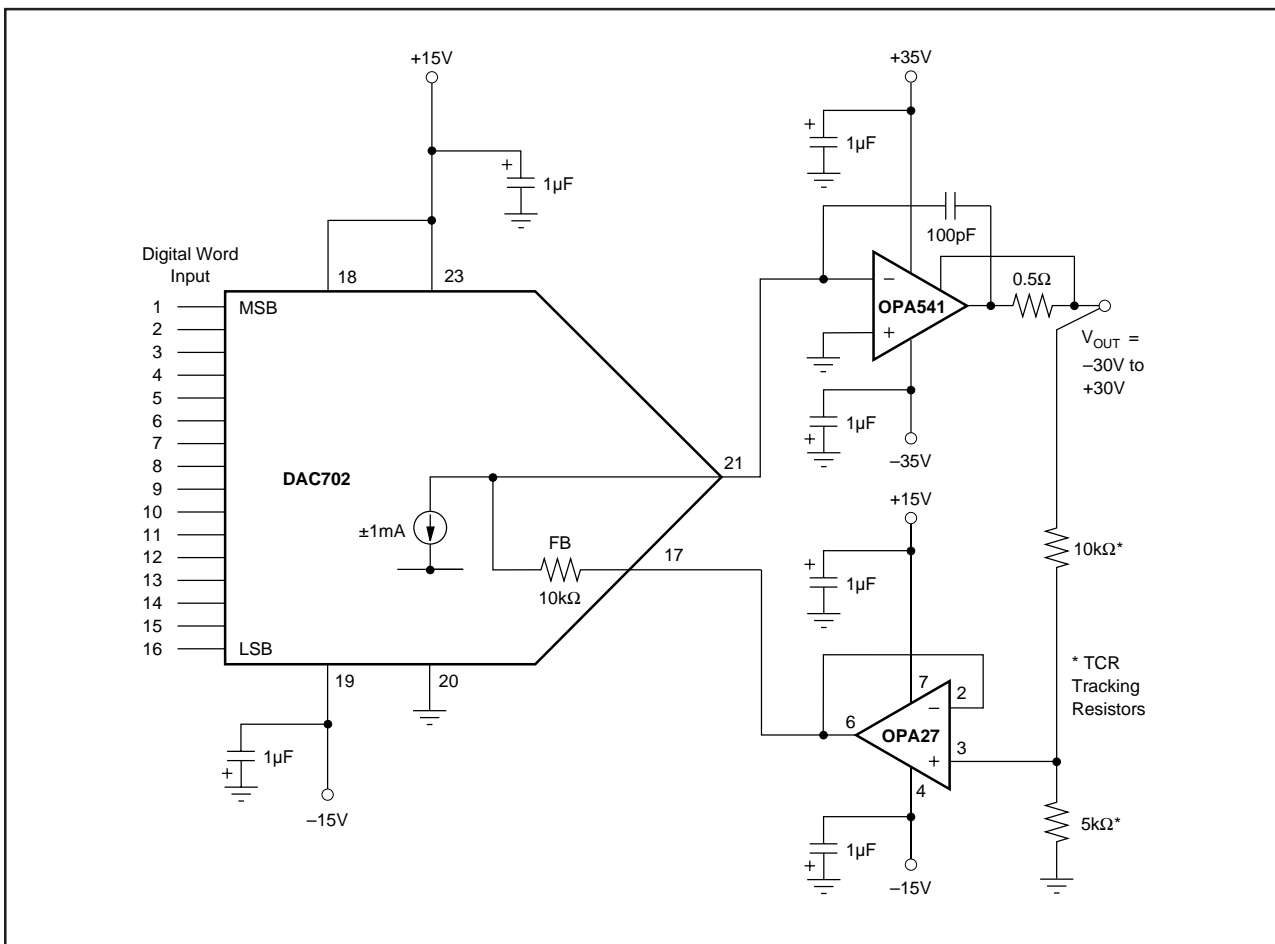 +15V
+
1µF
Digital Word
Input
18
23
1
2
3
4
5
6
7
8
9
10
11
12
13
14
15
16
MSB
LSB
DAC702
±1mA
FB
10kΩ
21
17
19
20
1µF
+
–15V
+35V
+
1µF
100pF
–
+
OPA541
0.5Ω
V_OUT =
–30V to
+30V
1µF
+
–35V
+15V
+
1µF
10kΩ*
* TCR
Tracking
Resistors
7
2
–
6
OPA27
3
+
4
1µF
+
–15V
5kΩ*